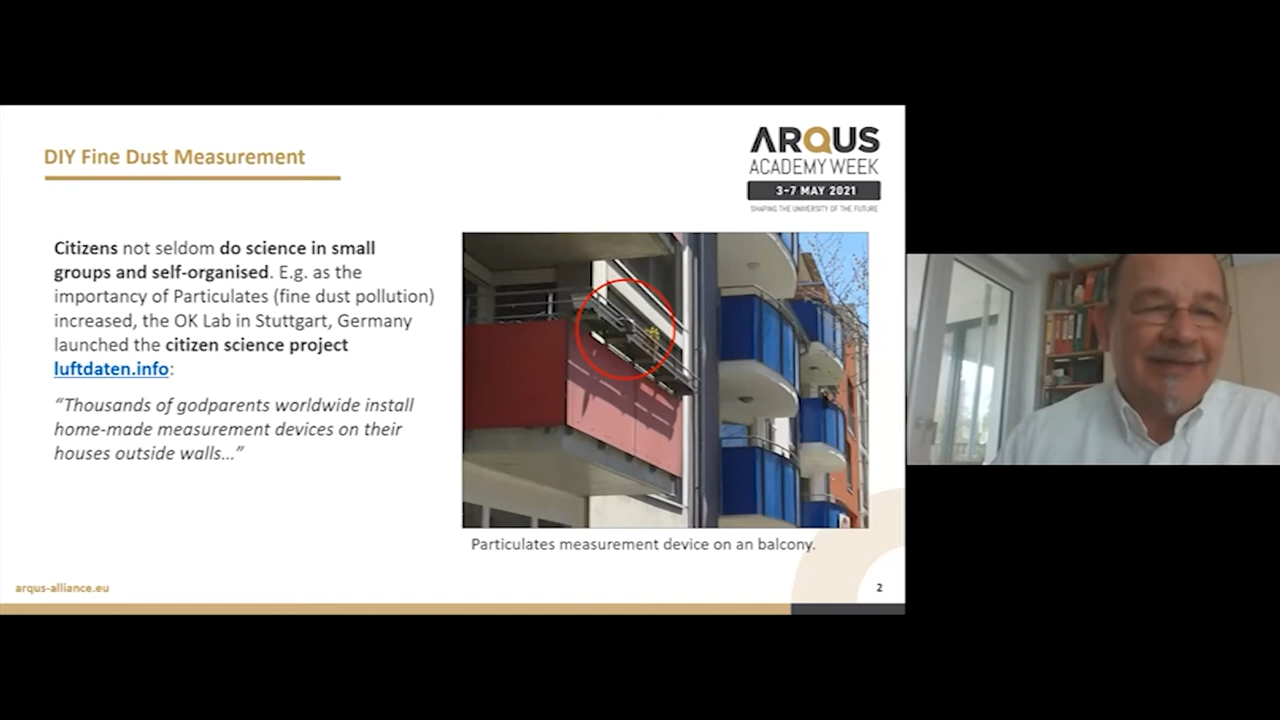 DIY Fine Dust Measurement
ARQUS
ACADEMY WEEK
3-7 MAY 2021
SHAPING THE UNIVERSITY OF THE FUTURE
Citizens not seldom do science in small
groups and self-organised. E.g. as the
importancy of Particulates (fine dust pollution)
increased, the OK Lab in Stuttgart, Germany
launched the citizen science project
luftdaten.info:
“Thousands of godparents worldwide install
home-made measurement devices on their
houses outside walls…”
Particulates measurement device on an balcony.
arqus-alliance.eu
2